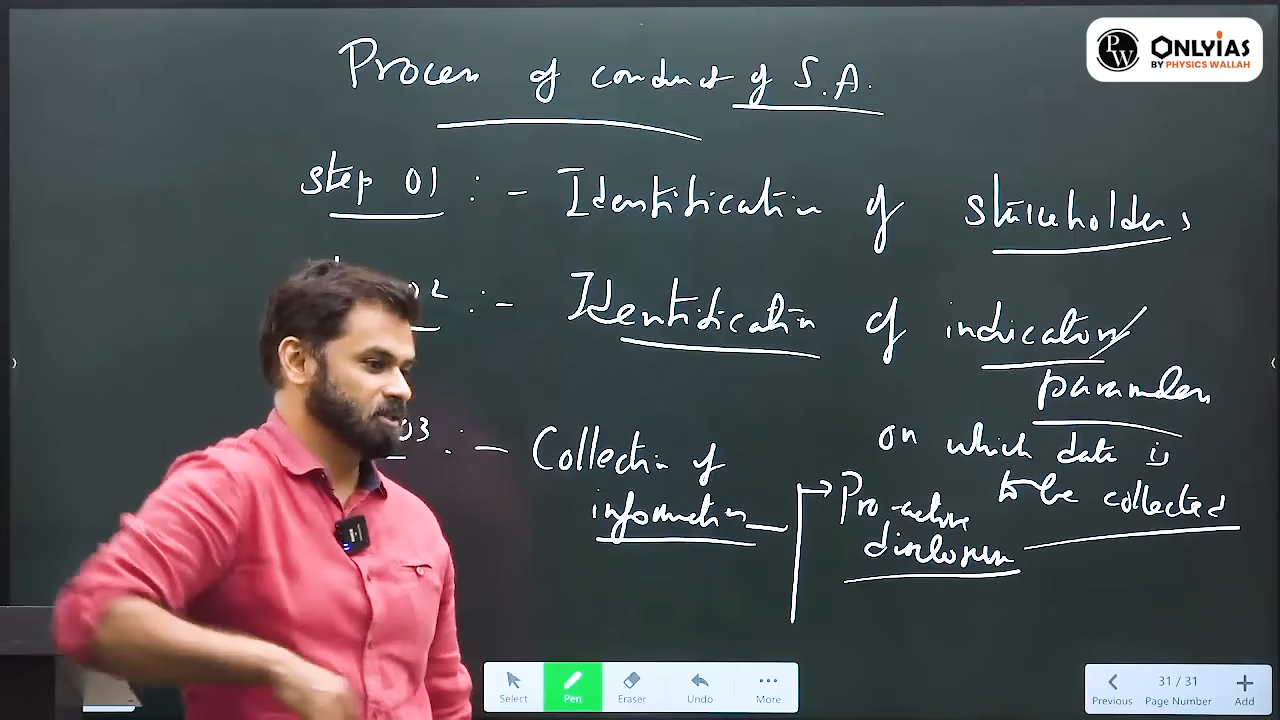 PW ONLYIAS
BY PHYSICS WALLAH
Process of conduct of S.A.
Step 01 :- Identification of stakeholders
02 :- Identification of indicators/
parameters
on which data is
to be collected
03 :- Collection of
information
Pro-active
disclosure
Select Pen Eraser Undo More
31 / 31
Previous Page Number Add